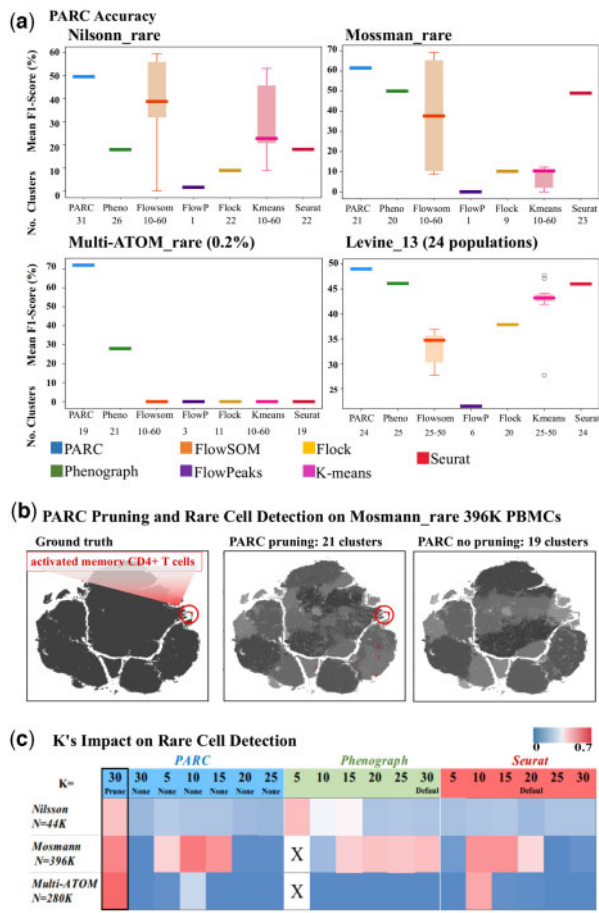 (a) PARC Accuracy
Nilsonn_rare
Mean F1-Score (%)
60
50
40
30
20
10
0
No. Clusters
PARC Pheno Flowsom FlowP Flock Kmeans Seurat
31 26 10-60 1 22 10-60 22
Mossman_rare
Mean F1-Score (%)
70
60
50
40
30
20
10
0
No. Clusters
PARC Pheno Flowsom FlowP Flock Kmeans Seurat
21 20 10-60 1 9 10-60 23
Multi-ATOM_rare (0.2%)
Mean F1-Score (%)
70
60
50
40
30
20
10
0
No. Clusters
PARC Pheno Flowsom FlowP Flock Kmeans Seurat
19 21 10-60 3 11 10-60 19
Levine_13 (24 populations)
Mean F1-Score (%)
45
40
35
30
25
No. Clusters
PARC Pheno Flowsom FlowP Flock Kmeans Seurat
24 25 25-50 6 20 25-50 24
PARC
FlowSOM
Flock
Seurat
Phenograph
FlowPeaks
K-means
(b) PARC Pruning and Rare Cell Detection on Mosmann_rare 396K PBMCs
Ground truth
PARC pruning: 21 clusters
PARC no pruning: 19 clusters
activated memory CD4+ T cells
(c) K's Impact on Rare Cell Detection
0 0.7
PARC Phenograph Seurat
K= 30 30 5 10 15 20 25 5 10 15 20 25 30 5 10 15 20 25 30
Prune None None None None None None Defaul Defaul
Nilsson
N=44K
Mosmann
N=396K
X
Multi-ATOM
N=280K
X